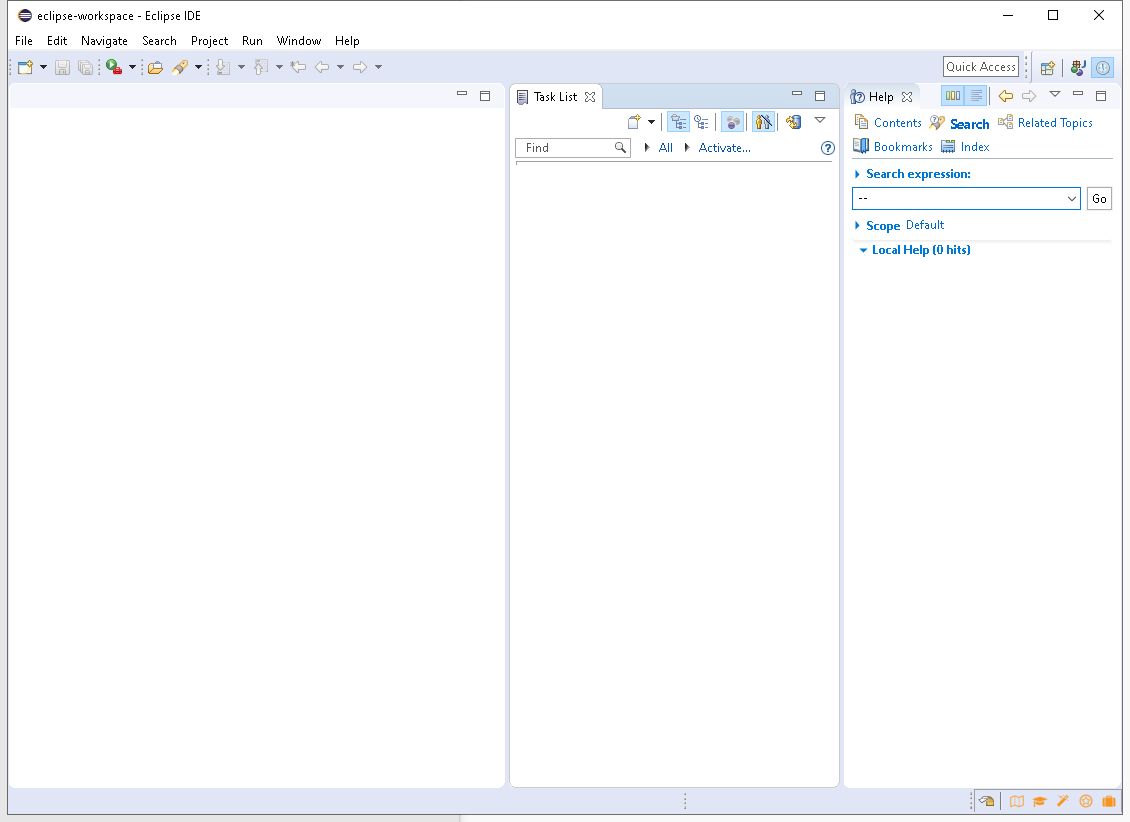 eclipse-workspace - Eclipse IDE
File Edit Navigate Search Project Run Window Help
Quick Access
Task List
Find
All
Activate...
Help
Contents Search Related Topics
Bookmarks Index
Search expression:
--
Go
Scope Default
Local Help (0 hits)